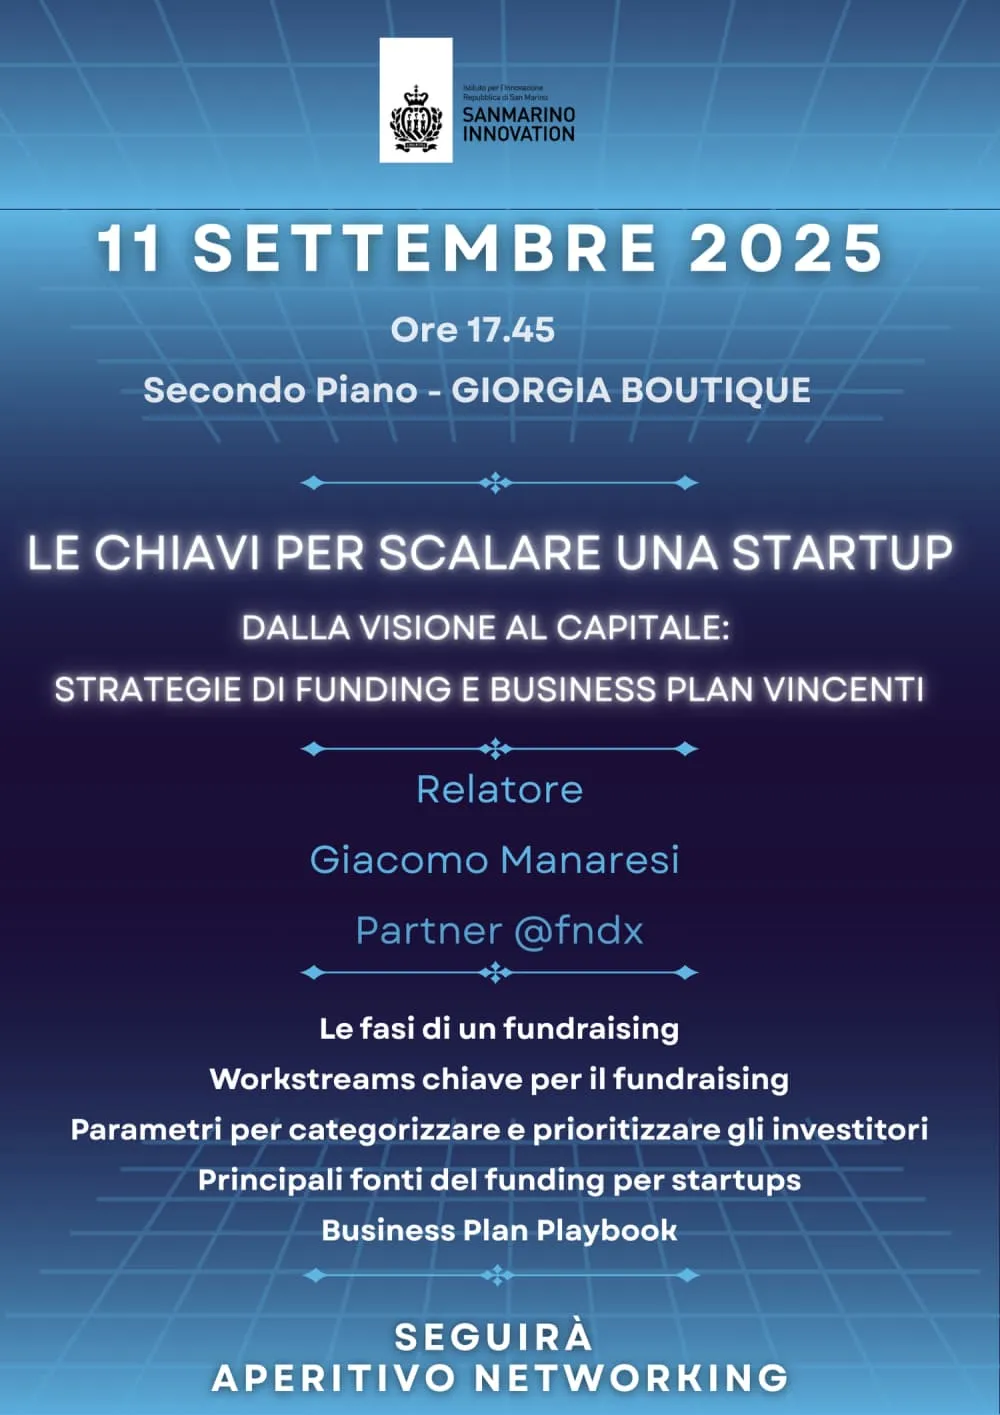 Istituto per l'Innovazione
Repubblica di San Marino
SANMARINO
INNOVATION
11 SETTEMBRE 2025
Ore 17.45
Secondo Piano - GIORGIA BOUTIQUE
LE CHIAVI PER SCALARE UNA STARTUP
DALLA VISIONE AL CAPITALE:
STRATEGIE DI FUNDING E BUSINESS PLAN VINCENTI
Relatore
Giacomo Manaresi
Partner @fndx
Le fasi di un fundraising
Workstreams chiave per il fundraising
Parametri per categorizzare e prioritizzare gli investitori
Principali fonti del funding per startups
Business Plan Playbook
SEGUIRÀ
APERITIVO NETWORKING